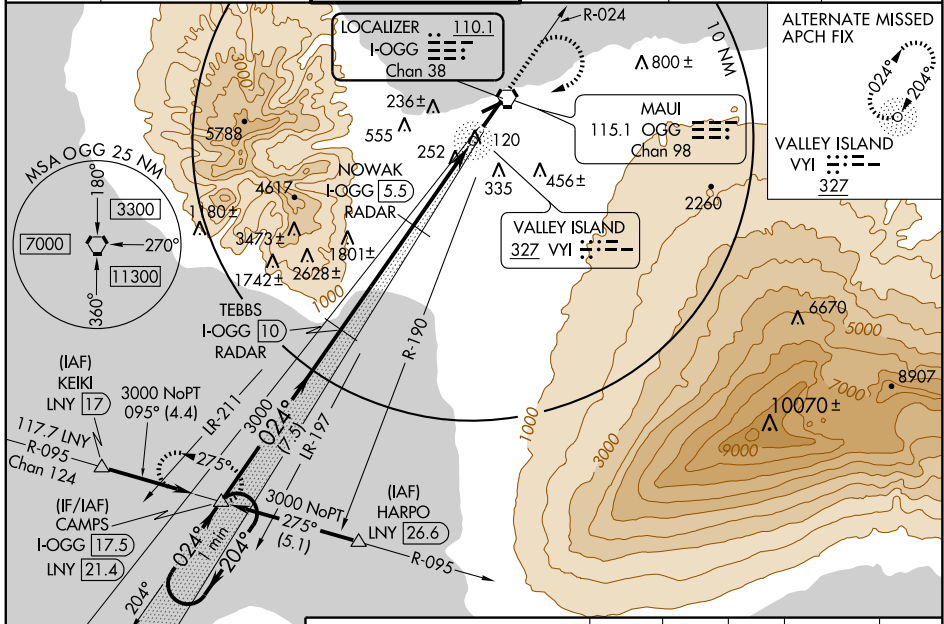 LOCALIZER 110.1
I-OGG
Chan 38
R-024
10 NM
800 ±
ALTERNATE MISSED
APCH FIX
024°
204°
VALLEY ISLAND
VYI
327
MAUI
115.1 OGG
Chan 98
3000
5788
236 ±
555
252
120
335
456 ±
2260
NOWAK
I-OGG 5.5
RADAR
VALLEY ISLAND
327 VYI
MSA OGG 25 NM
180°
3300
7000
270°
11300
360°
4617
1180 ±
3473 ±
1801 ±
1742 ±
2628 ±
1000
TEBBS
I-OGG 10
RADAR
R-190
6670
5000
7000
8907
10070 ±
9000
1000
3000
(IAF)
KEIKI
LNY 17
3000 NoPT
095° (4.4)
LR-211
3000
024°
(7.5)
LR-197
117.7 LNY
R-095
Chan 124
275°
(IF/IAF)
CAMPS
I-OGG 17.5
LNY 21.4
3000 NoPT
275°
(5.1)
(IAF)
HARPO
LNY 26.6
R-095
024°
1 min
204°
204°